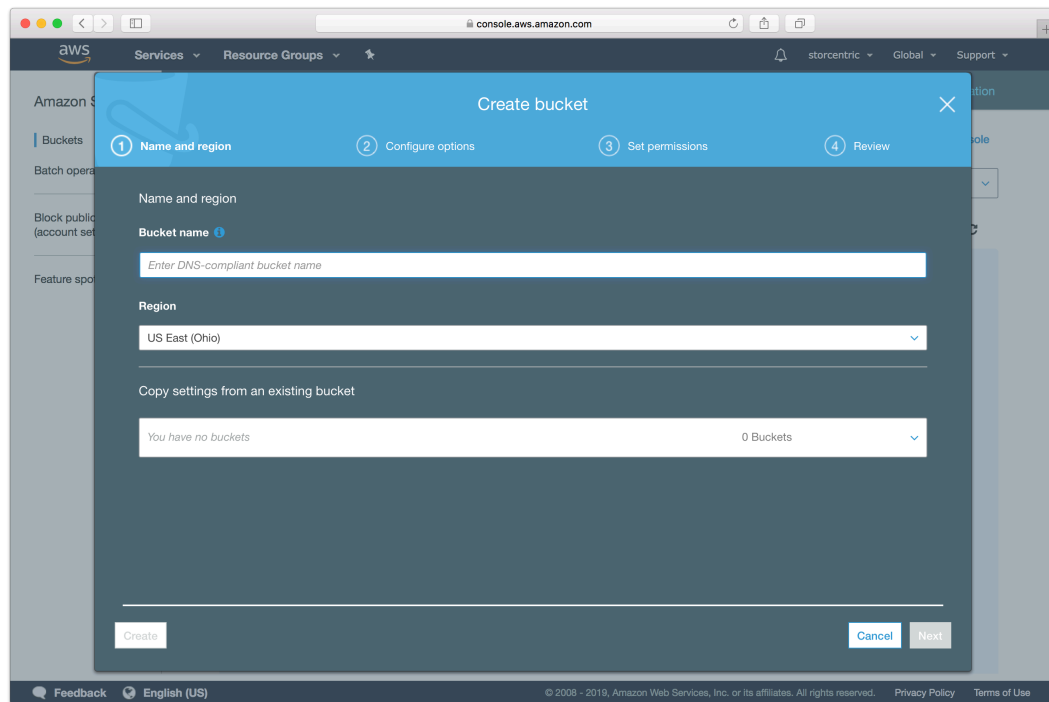 console.aws.amazon.com
aws Services Resource Groups storcentric Global Support
Amazon S
Buckets
Batch opera
Block public
(account set
Feature spot
Create bucket
1 Name and region 2 Configure options 3 Set permissions 4 Review
Name and region
Bucket name
Enter DNS-compliant bucket name
Region
US East (Ohio)
Copy settings from an existing bucket
You have no buckets 0 Buckets
Create Cancel Next
Feedback English (US) © 2008 - 2019, Amazon Web Services, Inc. or its affiliates. All rights reserved. Privacy Policy Terms of Use